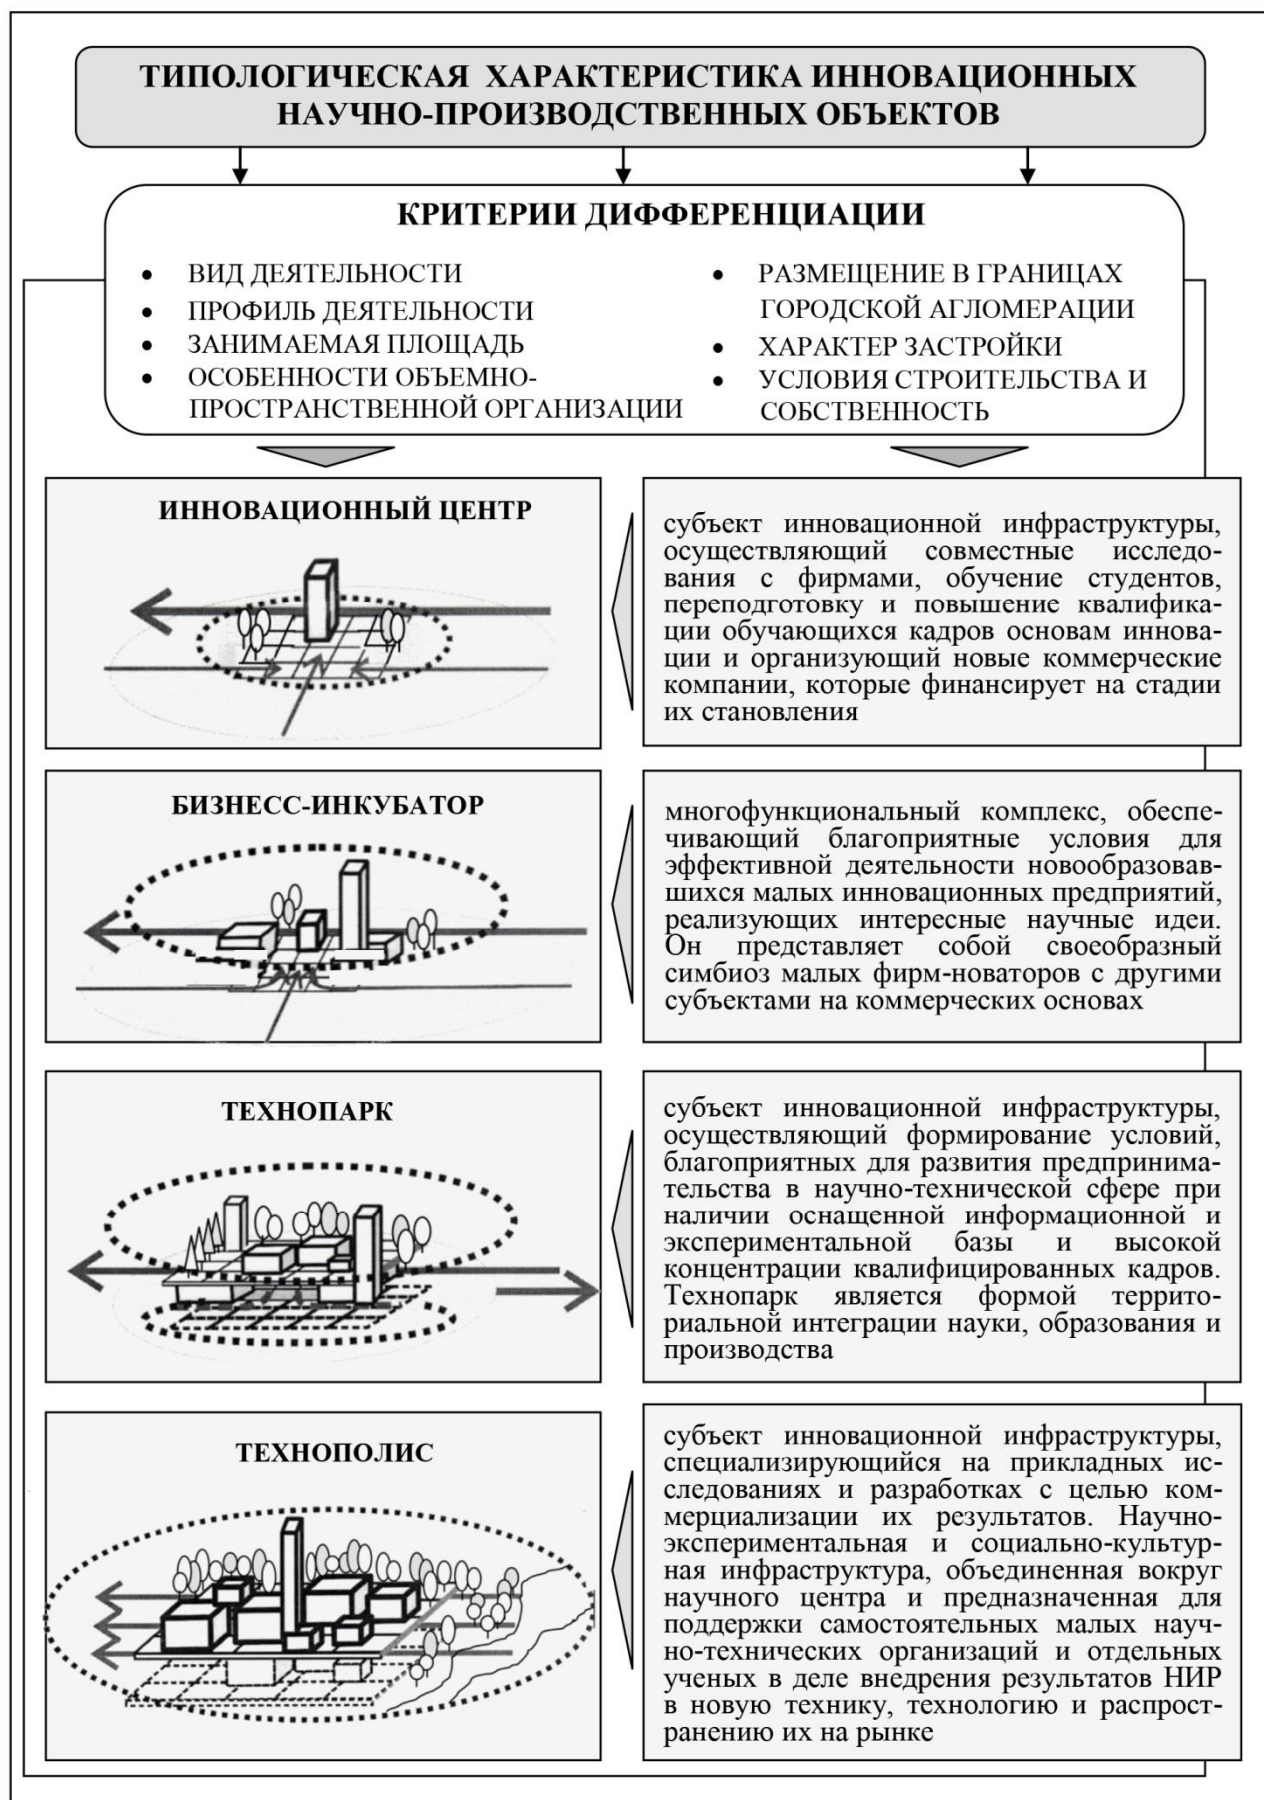 ТИПОЛОГИЧЕСКАЯ ХАРАКТЕРИСТИКА ИННОВАЦИОННЫХ
НАУЧНО-ПРОИЗВОДСТВЕННЫХ ОБЪЕКТОВ
КРИТЕРИИ ДИФФЕРЕНЦИАЦИИ
• ВИД ДЕЯТЕЛЬНОСТИ
• ПРОФИЛЬ ДЕЯТЕЛЬНОСТИ
• ЗАНИМАЕМАЯ ПЛОЩАДЬ
• ОСОБЕННОСТИ ОБЪЕМНО-
ПРОСТРАНСТВЕННОЙ ОРГАНИЗАЦИИ
• РАЗМЕЩЕНИЕ В ГРАНИЦАХ
ГОРОДСКОЙ АГЛОМЕРАЦИИ
• ХАРАКТЕР ЗАСТРОЙКИ
• УСЛОВИЯ СТРОИТЕЛЬСТВА И
СОБСТВЕННОСТЬ
ИННОВАЦИОННЫЙ ЦЕНТР
субъект инновационной инфраструктуры,
осуществляющий совместные исследо-
вания с фирмами, обучение студентов,
переподготовку и повышение квалифика-
ции обучающихся кадров основам иннова-
ции и организующий новые коммерческие
компании, которые финансирует на стадии
их становления
БИЗНЕСС-ИНКУБАТОР
многофункциональный комплекс, обеспе-
чивающий благоприятные условия для
эффективной деятельности новообразовав-
шихся малых инновационных предприятий,
реализующих интересные научные идеи.
Он представляет собой своеобразный
симбиоз малых фирм-новаторов с другими
субъектами на коммерческих основах
ТЕХНОПАРК
субъект инновационной инфраструктуры,
осуществляющий формирование условий,
благоприятных для развития предпринима-
тельства в научно-технической сфере при
наличии оснащенной информационной и
экспериментальной базы и высокой
концентрации квалифицированных кадров.
Технопарк является формой террито-
риальной интеграции науки, образования и
производства
ТЕХНОПОЛИС
субъект инновационной инфраструктуры,
специализирующийся на прикладных ис-
следованиях и разработках с целью ком-
мерциализации их результатов. Научно-
экспериментальная и социально-культур-
ная инфраструктура, объединенная вокруг
научного центра и предназначенная для
поддержки самостоятельных малых науч-
но-технических организаций и отдельных
ученых в деле внедрения результатов НИР
в новую технику, технологию и распрост-
ранению их на рынке